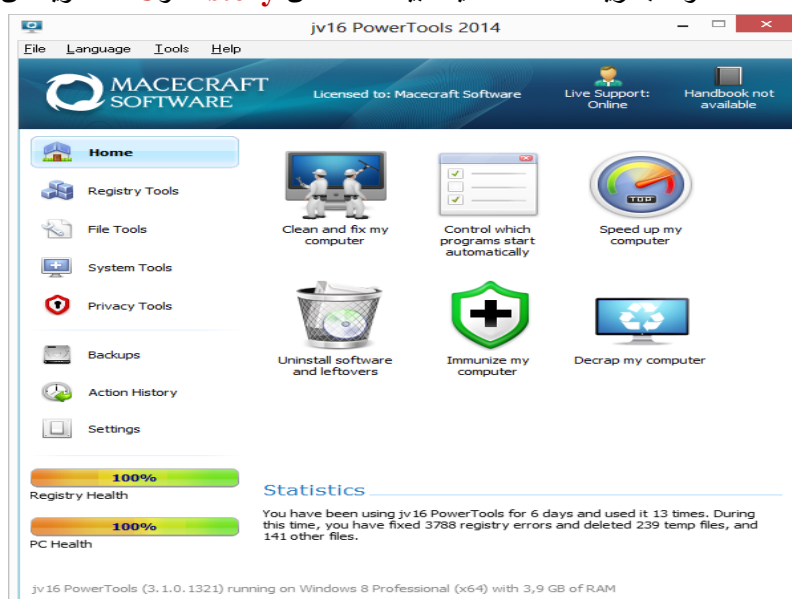 jv16 PowerTools 2014
File Language Tools Help
MACECRAFT
SOFTWARE
Licensed to: Macecraft Software
Live Support:
Online
Handbook not
available
Home
Registry Tools
File Tools
System Tools
Privacy Tools
Backups
Action History
Settings
100%
Registry Health
100%
PC Health
Clean and fix my
computer
Control which
programs start
automatically
Speed up my
computer
TOP
Uninstall software
and leftovers
Immunize my
computer
Decrap my computer
Statistics
You have been using jv16 PowerTools for 6 days and used it 13 times. During
this time, you have fixed 3788 registry errors and deleted 239 temp files, and
141 other files.
jv16 PowerTools (3.1.0.1321) running on Windows 8 Professional (x64) with 3,9 GB of RAM